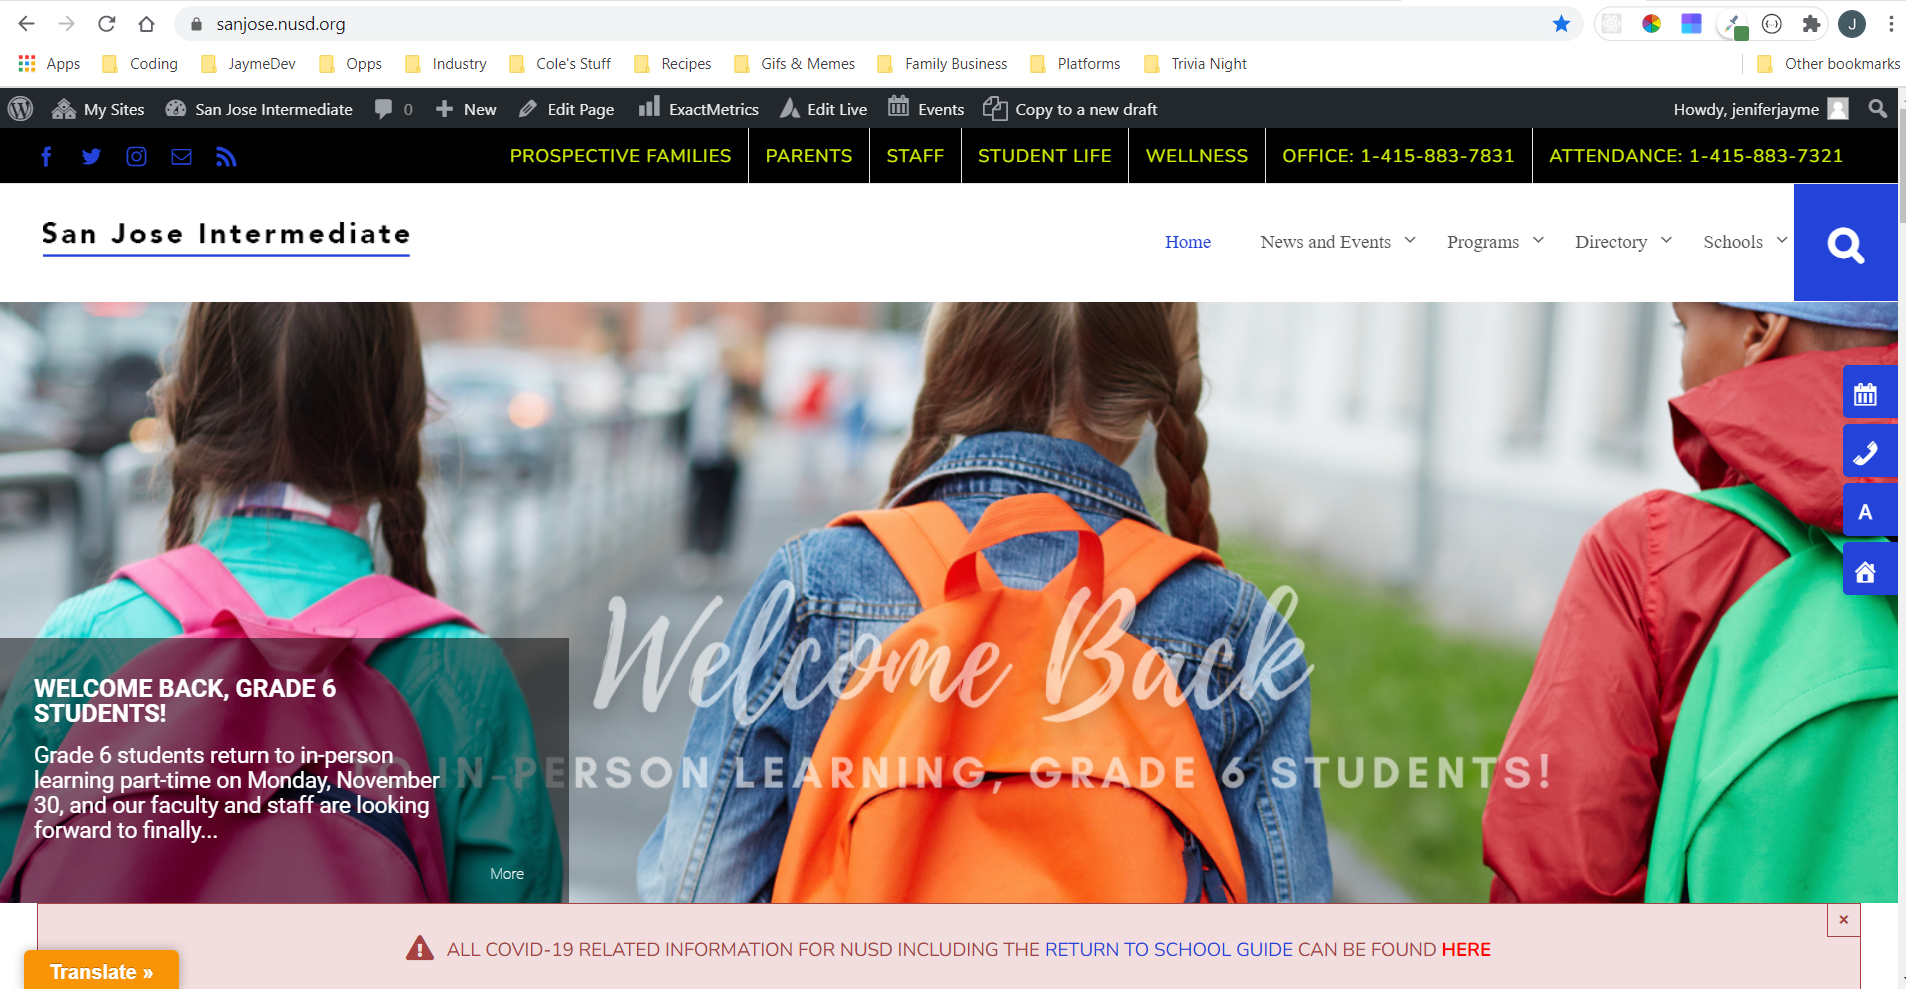 sanjose.nusd.org
J
Apps Coding JaymeDev Opps Industry Cole's Stuff Recipes Gifs & Memes Family Business Platforms Trivia Night Other bookmarks
My Sites San Jose Intermediate 0 New Edit Page ExactMetrics Edit Live Events Copy to a new draft Howdy, jeniferjayme
PROSPECTIVE FAMILIES PARENTS STAFF STUDENT LIFE WELLNESS OFFICE: 1-415-883-7831 ATTENDANCE: 1-415-883-7321
San Jose Intermediate
Home News and Events Programs Directory Schools
A
Welcome Back
IN-PERSON LEARNING, GRADE 6 STUDENTS!
WELCOME BACK, GRADE 6
STUDENTS!
Grade 6 students return to in-person
learning part-time on Monday, November
30, and our faculty and staff are looking
forward to finally...
More
ALL COVID-19 RELATED INFORMATION FOR NUSD INCLUDING THE RETURN TO SCHOOL GUIDE CAN BE FOUND HERE
×
Translate »